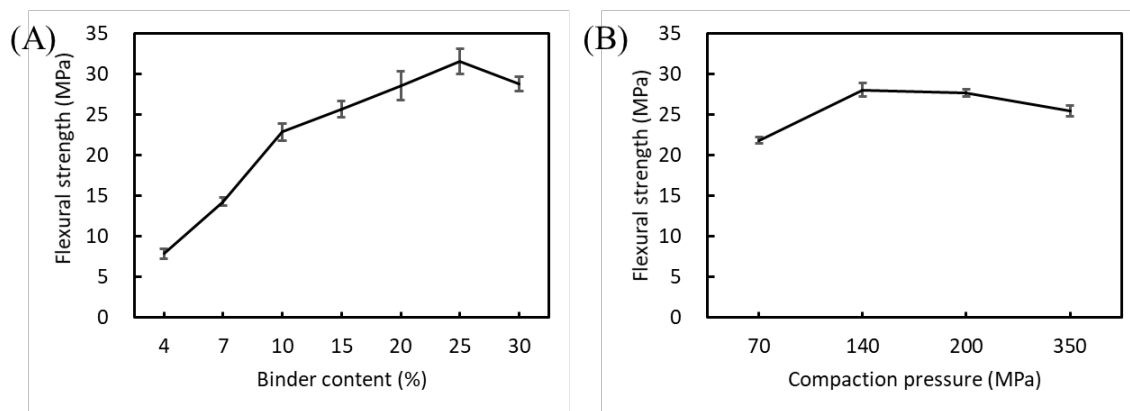 (A)
35
30
25
20
15
10
5
0
Flexural strength (MPa)
4 7 10 15 20 25 30
Binder content (%)
(B)
35
30
25
20
15
10
5
0
Flexural strength (MPa)
70 140 200 350
Compaction pressure (MPa)